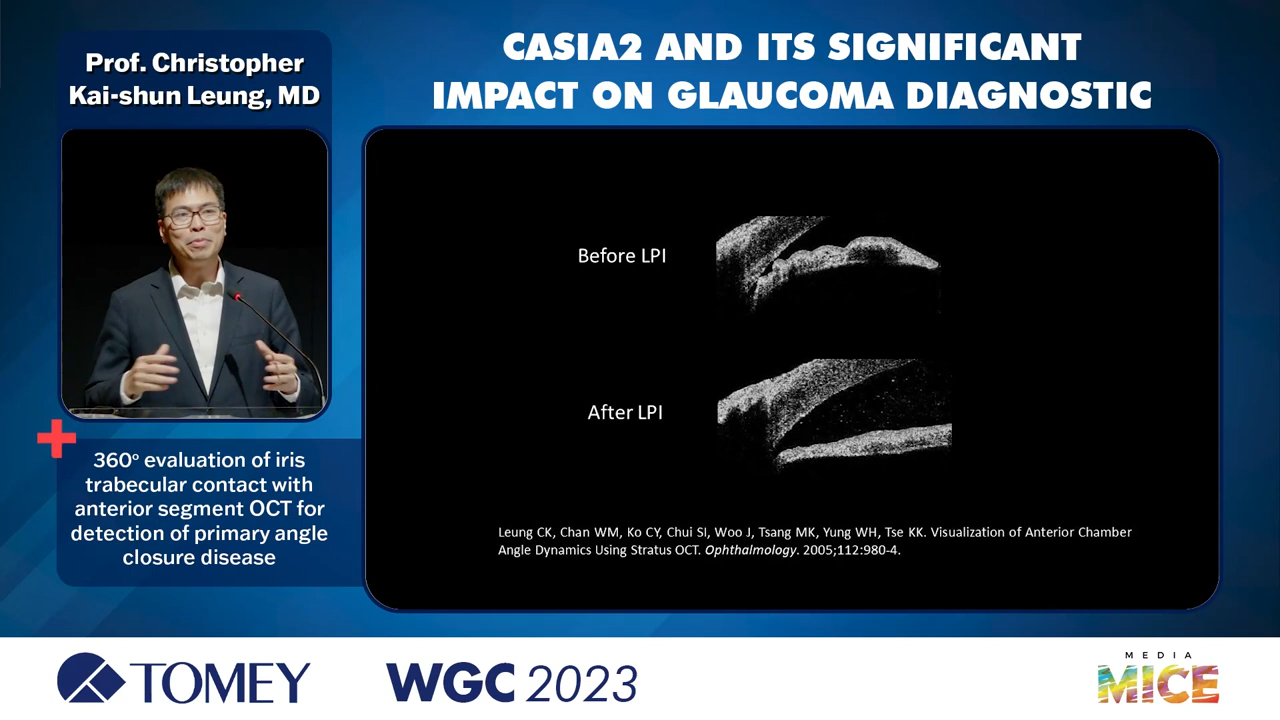 Prof. Christopher
Kai-shun Leung, MD
CASIA2 AND ITS SIGNIFICANT
IMPACT ON GLAUCOMA DIAGNOSTIC
Before LPI
After LPI
Leung CK, Chan WM, Ko CY, Chui SI, Woo J, Tsang MK, Yung WH, Tse KK. Visualization of Anterior Chamber
Angle Dynamics Using Stratus OCT. Ophthalmology. 2005;112:980-4.
360º evaluation of iris
trabecular contact with
anterior segment OCT for
detection of primary angle
closure disease
TOMEY
WGC 2023
MEDIA
MICE